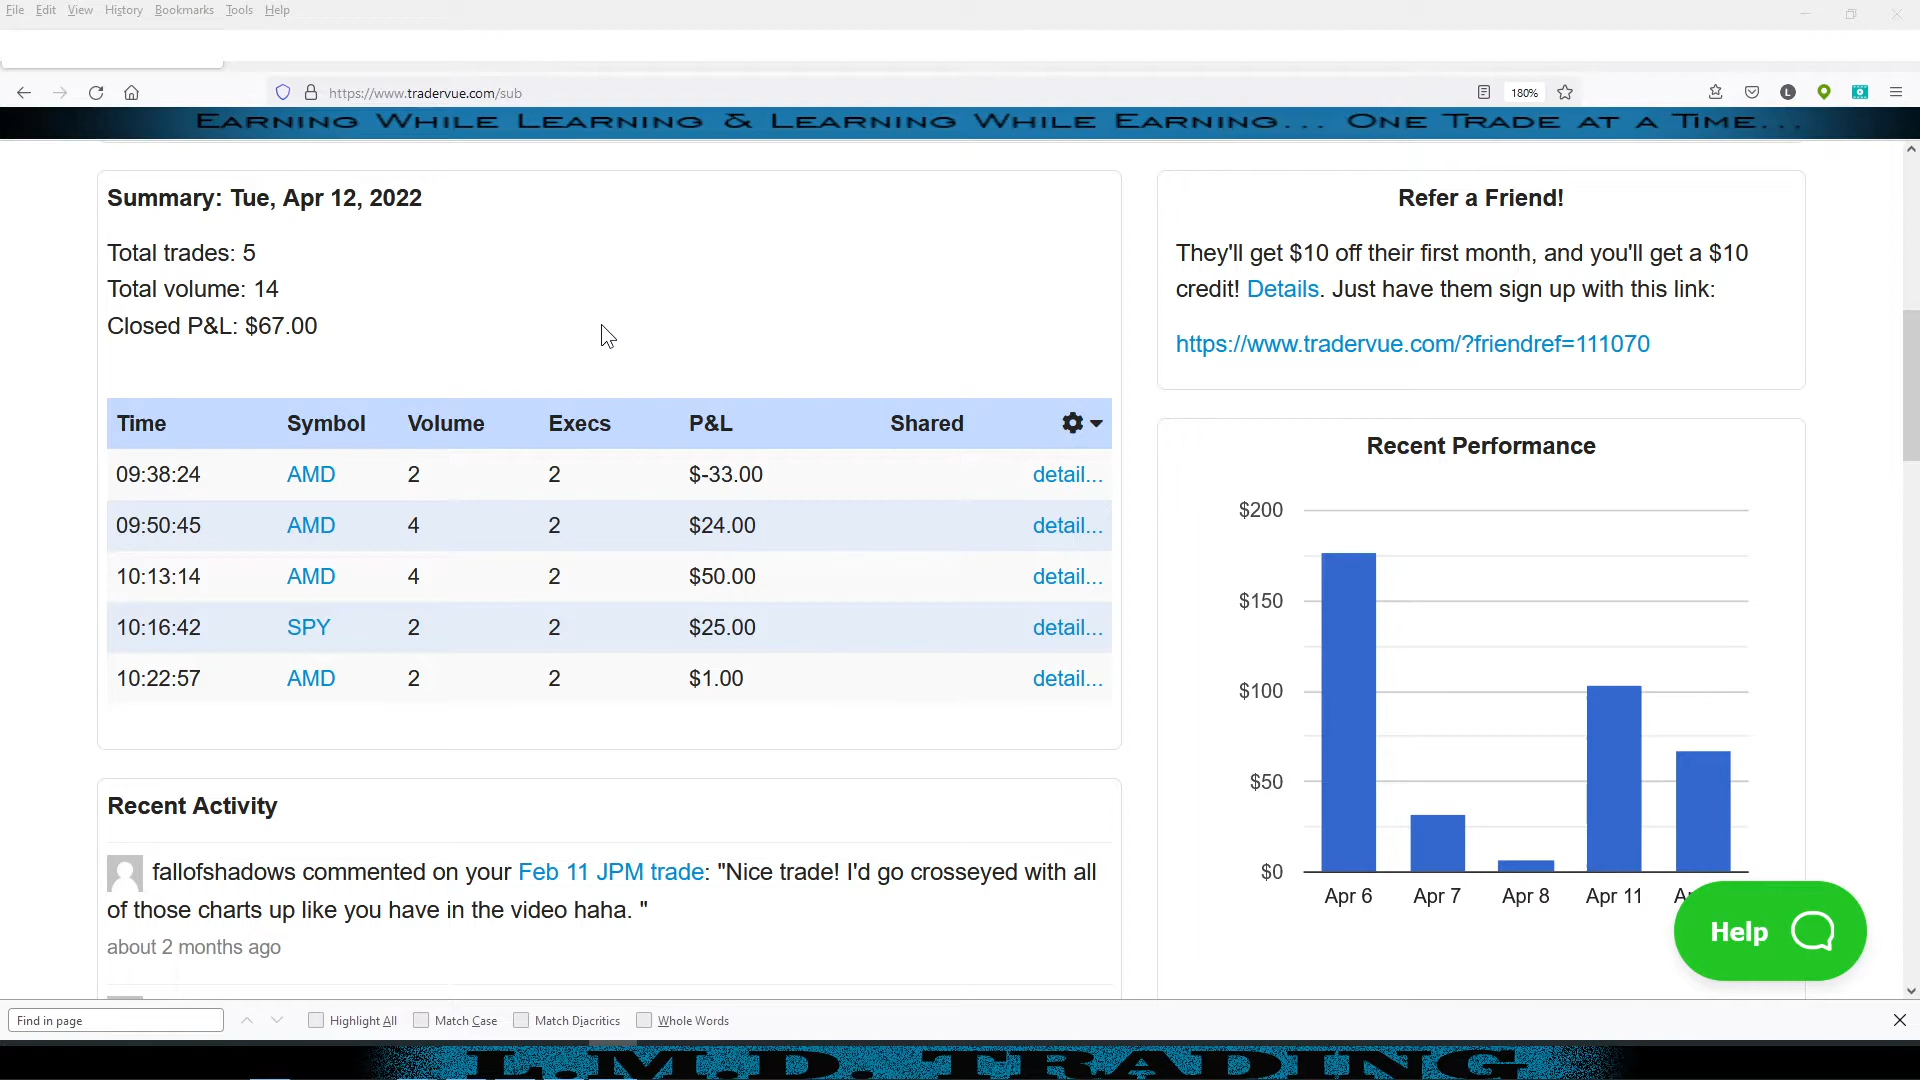 File Edit View History Bookmarks Tools Help
https://www.tradervue.com/sub
180%
L
EARNING WHILE LEARNING & LEARNING WHILE EARNING... ONE TRADE AT A TIME...
Summary: Tue, Apr 12, 2022
Total trades: 5
Total volume: 14
Closed P&L: $67.00
Time Symbol Volume Execs P&L Shared
09:38:24 AMD 2 2 $-33.00 detail...
09:50:45 AMD 4 2 $24.00 detail...
10:13:14 AMD 4 2 $50.00 detail...
10:16:42 SPY 2 2 $25.00 detail...
10:22:57 AMD 2 2 $1.00 detail...
Recent Activity
fallofshadows commented on your Feb 11 JPM trade: "Nice trade! I'd go crosseyed with all
of those charts up like you have in the video haha. "
about 2 months ago
Refer a Friend!
They'll get $10 off their first month, and you'll get a $10
credit! Details. Just have them sign up with this link:
https://www.tradervue.com/?friendref=111070
Recent Performance
$200
$150
$100
$50
$0
Apr 6 Apr 7 Apr 8 Apr 11
Help
Find in page Highlight All Match Case Match Diacritics Whole Words
L.M.D. TRADING